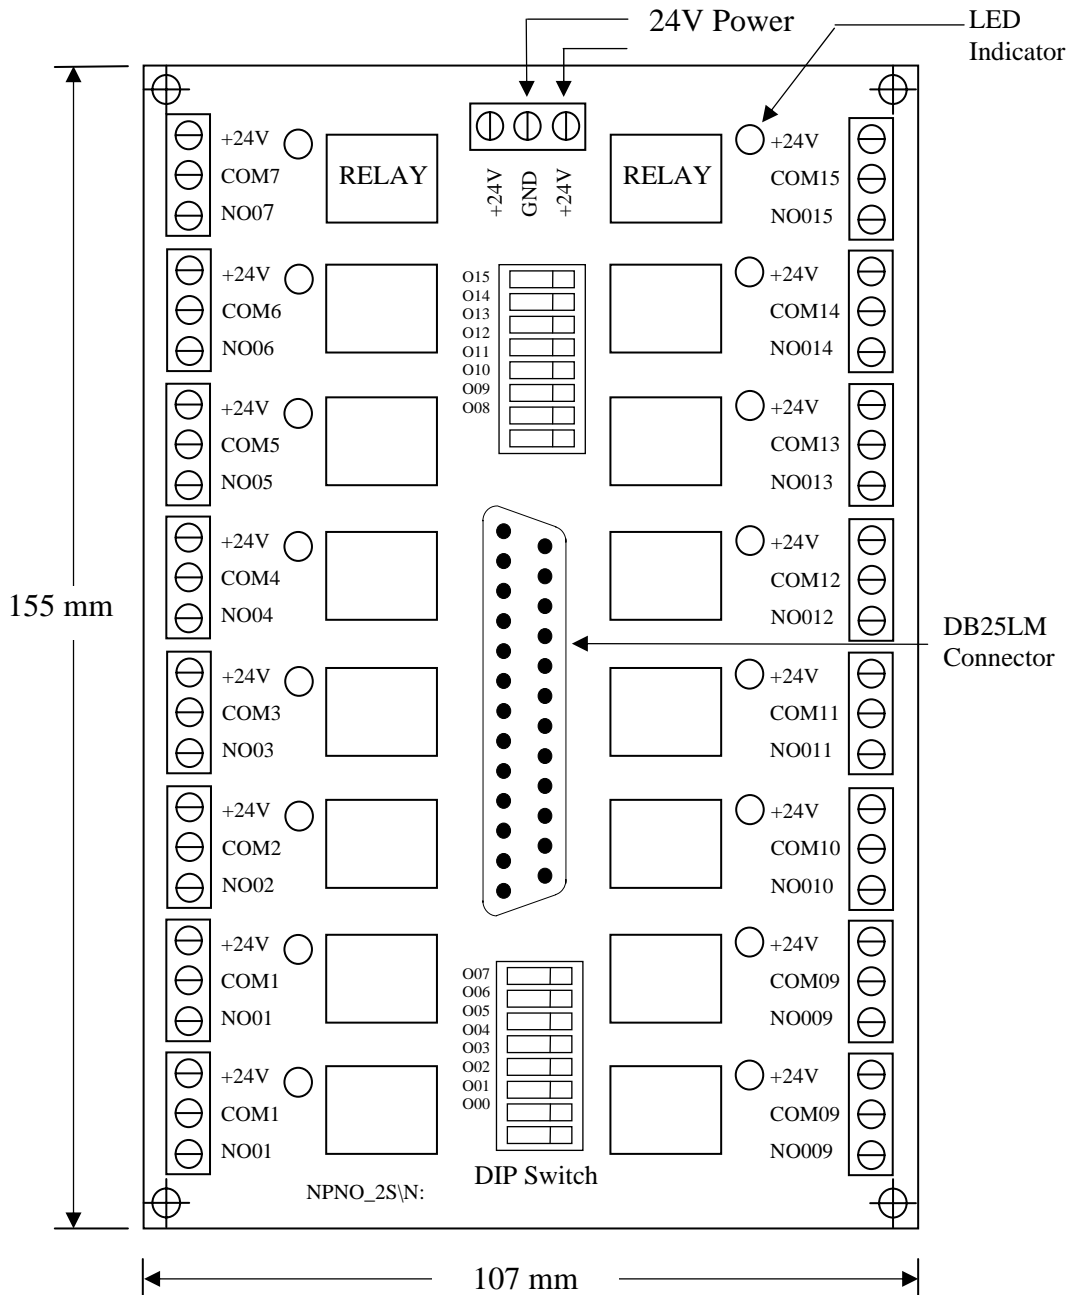 24V Power
LED
Indicator
+24V
COM7
NO07
RELAY
+24V
GND
+24V
RELAY
+24V
COM15
NO015
+24V
COM6
NO06
O15
O14
O13
O12
O11
O10
O09
O08
+24V
COM14
NO014
+24V
COM5
NO05
+24V
COM13
NO013
+24V
COM4
NO04
+24V
COM12
NO012
155 mm
DB25LM
Connector
+24V
COM3
NO03
+24V
COM11
NO011
+24V
COM2
NO02
+24V
COM10
NO010
+24V
COM1
NO01
O07
O06
O05
O04
O03
O02
O01
O00
+24V
COM09
NO009
+24V
COM1
NO01
+24V
COM09
NO009
DIP Switch
NPNO_2S\N:
107 mm